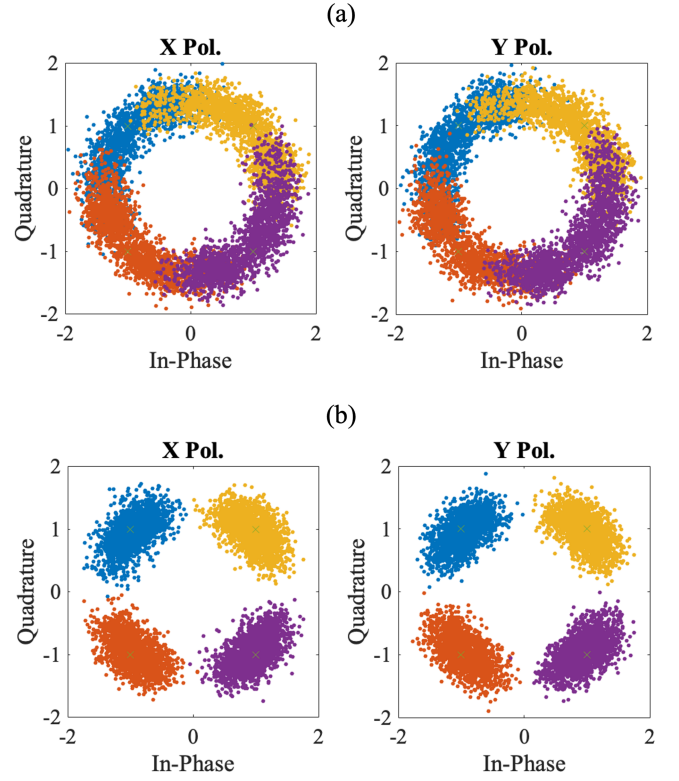 (a)
X Pol.
Y Pol.
2
1
0
-1
-2
Quadrature
-2
0
2
In-Phase
2
1
0
-1
-2
Quadrature
-2
0
2
In-Phase
(b)
X Pol.
Y Pol.
2
1
0
-1
-2
Quadrature
-2
0
2
In-Phase
2
1
0
-1
-2
Quadrature
-2
0
2
In-Phase